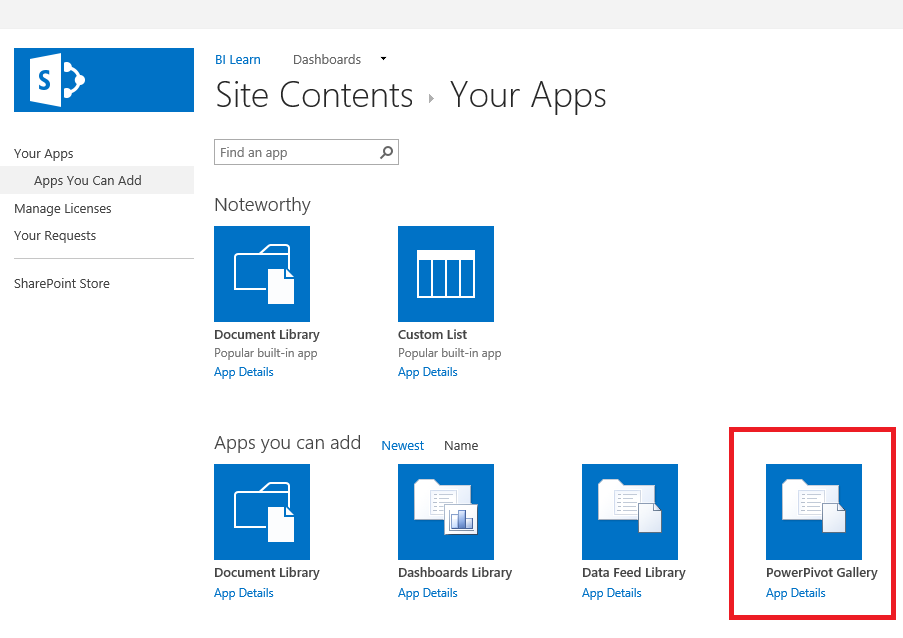 S
BI Learn Dashboards
Site Contents Your Apps
Find an app
Your Apps
Apps You Can Add
Manage Licenses
Your Requests
SharePoint Store
Noteworthy
Document Library Custom List
Popular built-in app Popular built-in app
App Details App Details
Apps you can add Newest Name
Document Library Dashboards Library Data Feed Library PowerPivot Gallery
App Details App Details App Details App Details